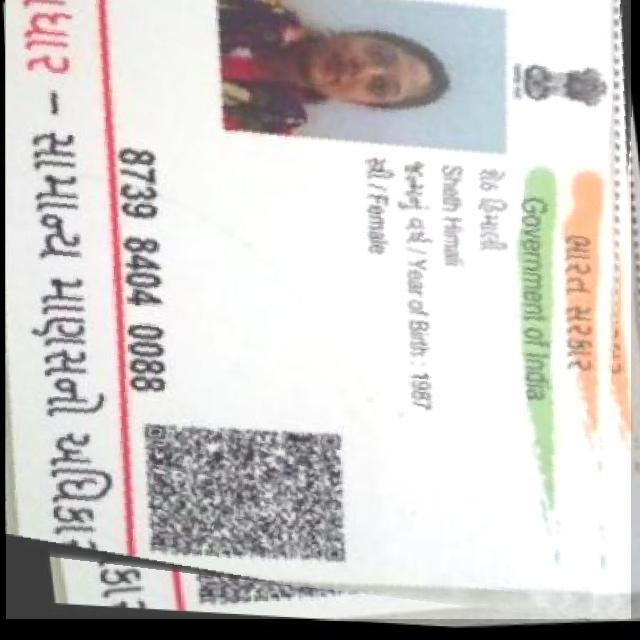 ભારત સરકાર
Government of India
શેઠ હિમાલી
Sheth Himali
જન્મનું વર્ષ / Year of Birth : 1987
સ્ત્રી / Female
8739 8404 0088
આધાર – સામાન્ય માણસનો અધિકાર